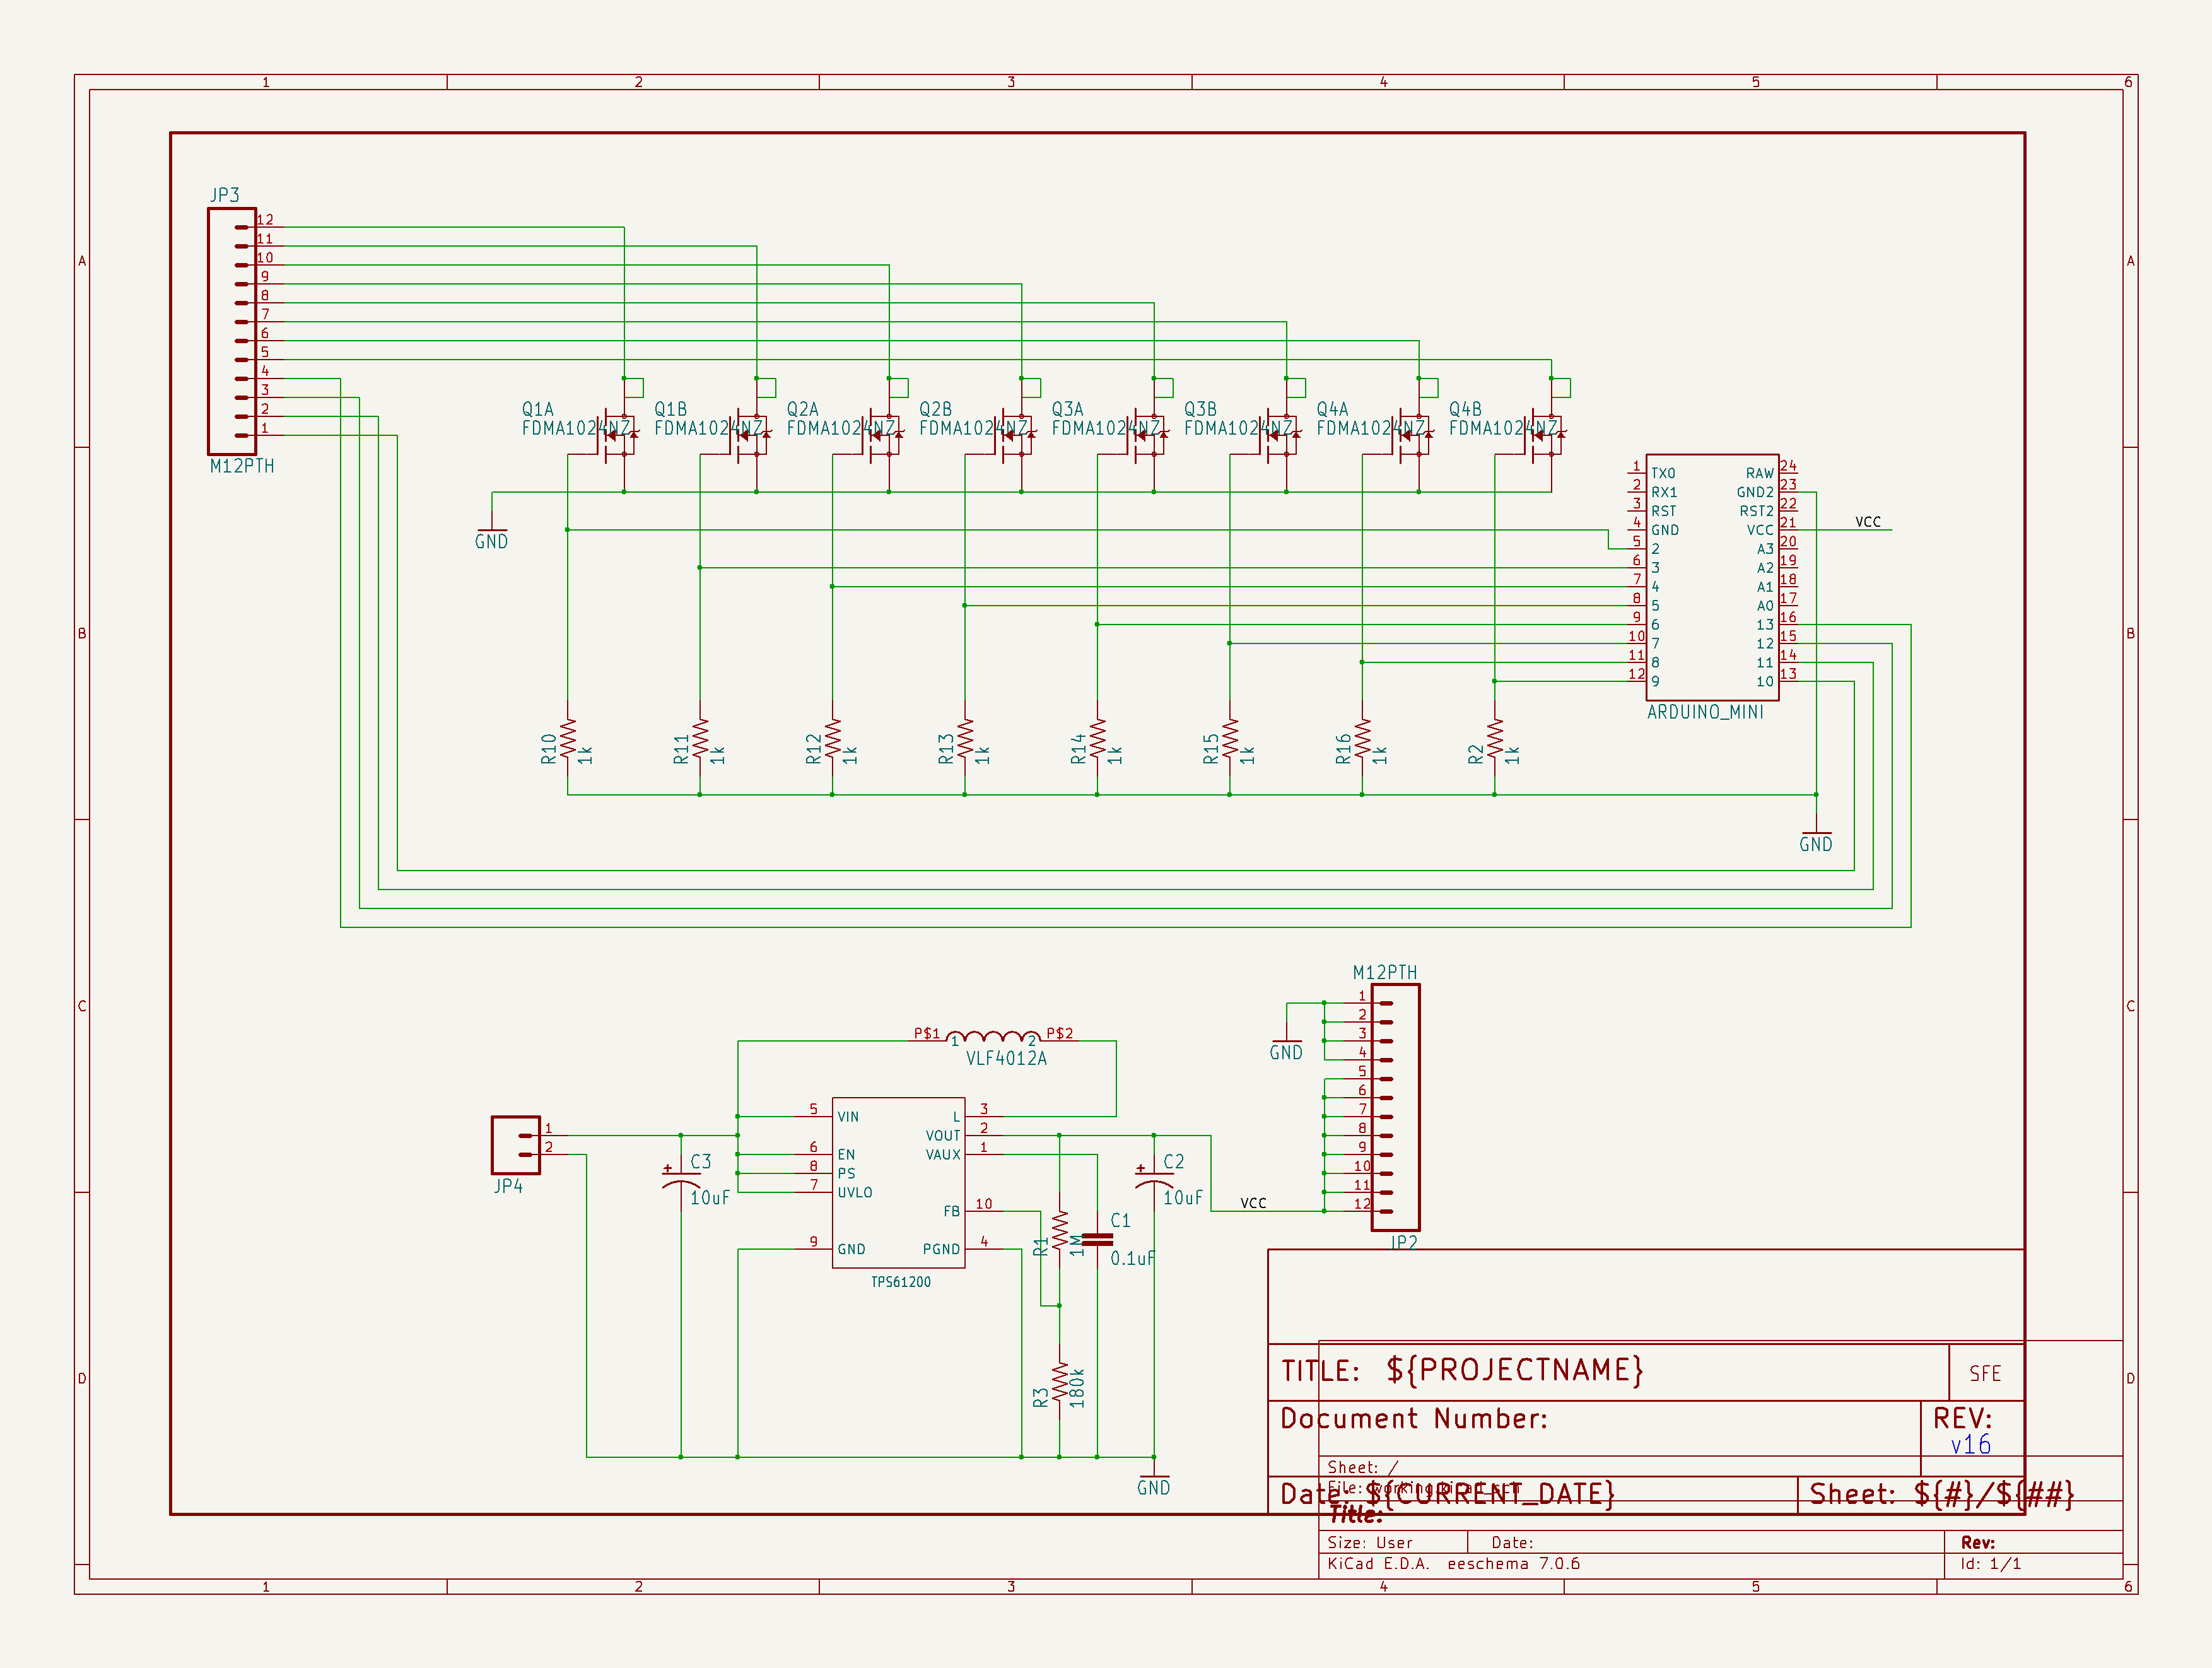 1 2 3 4 5 6
A A
B B
C C
D D
JP3
12
11
10
9
8
7
6
5
4
3
2
1
M12PTH
Q1A
FDMA1024NZ
Q1B
FDMA1024NZ
Q2A
FDMA1024NZ
Q2B
FDMA1024NZ
Q3A
FDMA1024NZ
Q3B
FDMA1024NZ
Q4A
FDMA1024NZ
Q4B
FDMA1024NZ
GND
1 TX0 RAW 24
2 RX1 GND2 23
3 RST RST2 22
4 GND VCC 21 VCC
5 2 A3 20
6 3 A2 19
7 4 A1 18
8 5 A0 17
9 6 13 16
10 7 12 15
11 8 11 14
12 9 10 13
ARDUINO_MINI
R10 1k
R11 1k
R12 1k
R13 1k
R14 1k
R15 1k
R16 1k
R2 1k
GND
M12PTH
1
2
3
4
5
6
7
8
9
10
11
12
JP2
GND
VCC
P$1 1 2 P$2
VLF4012A
5 VIN L 3
VOUT 2
6 EN VAUX 1
8 PS
7 UVLO
FB 10
9 GND PGND 4
TPS61200
1
2
JP4
C3
10uF
C2
10uF
R1 1M
C1
0.1uF
R3 180k
GND
TITLE: ${PROJECTNAME}
SFE
Document Number:
REV:
v16
Sheet: /
File: working.kicad_sch
Date: ${CURRENT_DATE}
Sheet: ${#}/${##}
Title:
Size: User Date: Rev:
KiCad E.D.A. eeschema 7.0.6 Id: 1/1
1 2 3 4 5 6